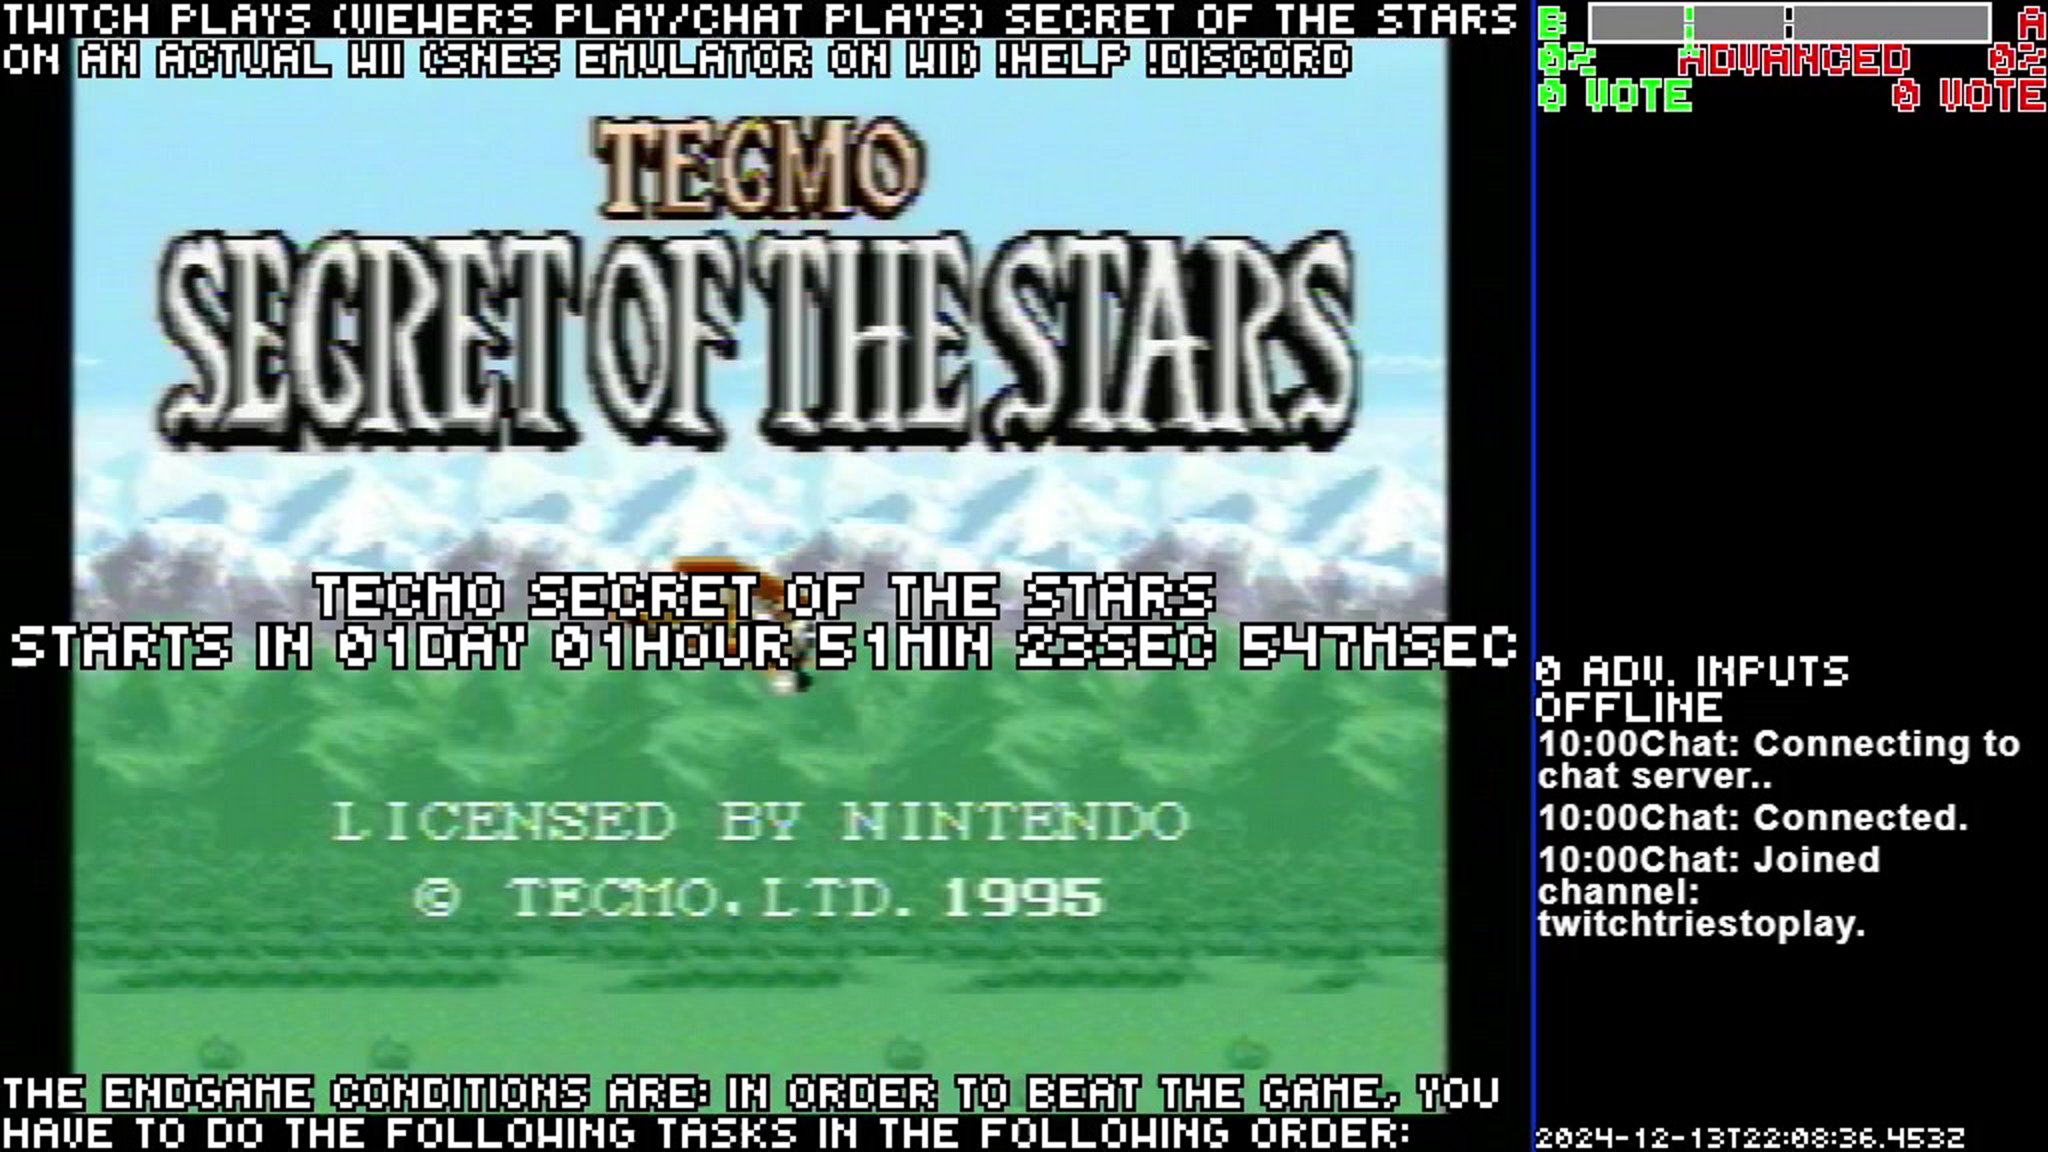 TWITCH PLAYS (VIEWERS PLAY/CHAT PLAYS) SECRET OF THE STARS
ON AN ACTUAL WII (SNES EMULATOR ON WII) !HELP !DISCORD
TECMO
SECRET OF THE STARS
TECMO SECRET OF THE STARS
STARTS IN 01DAY 01HOUR 51MIN 23SEC 547MSEC
LICENSED BY NINTENDO
© TECMO, LTD. 1995
THE ENDGAME CONDITIONS ARE: IN ORDER TO BEAT THE GAME, YOU
HAVE TO DO THE FOLLOWING TASKS IN THE FOLLOWING ORDER:
B A
0% ADVANCED 0%
0 VOTE 0 VOTE
0 ADV. INPUTS
OFFLINE
10:00Chat: Connecting to
chat server..
10:00Chat: Connected.
10:00Chat: Joined
channel:
twitchtriestoplay.
2024-12-13T22:08:36.453Z